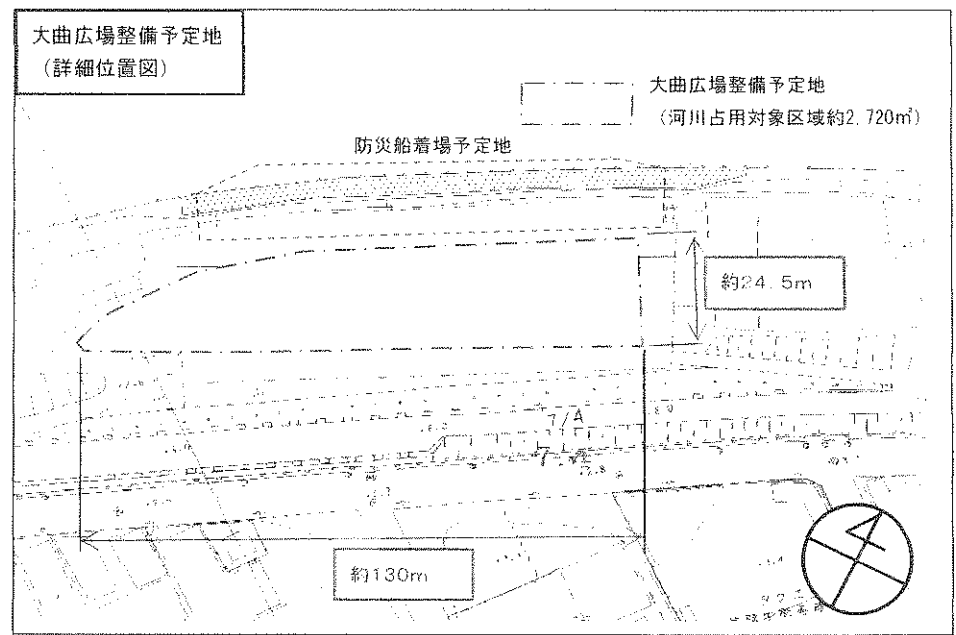 大曲広場整備予定地
（詳細位置図）
大曲広場整備予定地
（河川占用対象区域約2,720㎡）
防災船着場予定地
約24.5m
約130m